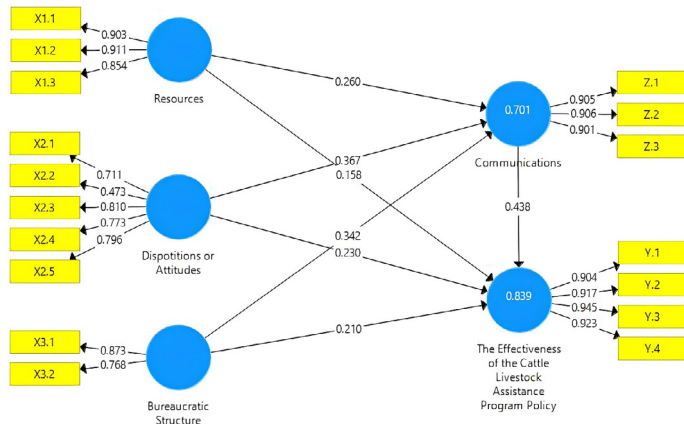 X1.1
X1.2
X1.3
0.903
0.911
0.854
Resources
X2.1
X2.2
X2.3
X2.4
X2.5
0.711
0.473
0.810
0.773
0.796
Dispotitions or
Attitudes
X3.1
X3.2
0.873
0.768
Bureaucratic
Structure
0.260
0.367
0.158
0.342
0.230
0.210
0.701
Communications
0.438
0.839
The Effectiveness
of the Cattle
Livestock
Assistance
Program Policy
0.905
0.906
0.901
Z.1
Z.2
Z.3
0.904
0.917
0.945
0.923
Y.1
Y.2
Y.3
Y.4